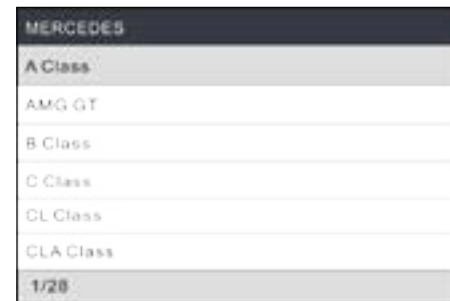 MERCEDES
A Class
AMG GT
B Class
C Class
CL Class
CLA Class
1/28